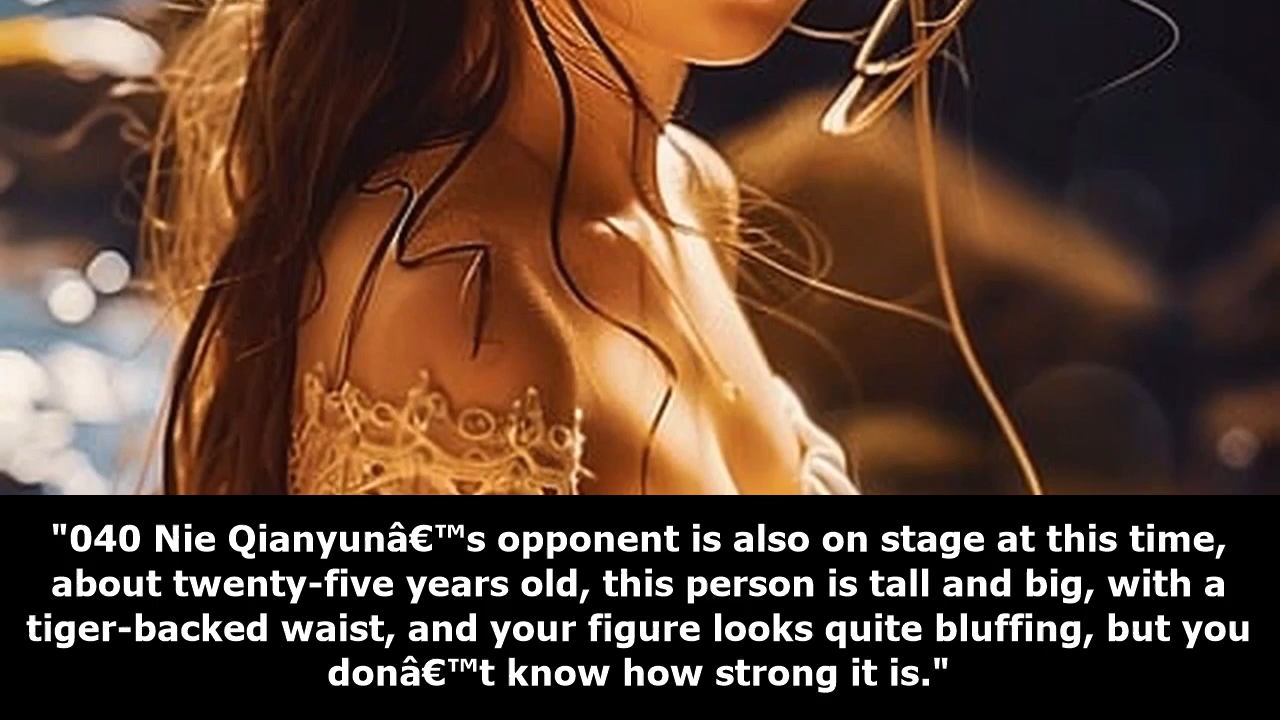 "040 Nie Qianyunâ€™s opponent is also on stage at this time,
about twenty-five years old, this person is tall and big, with a
tiger-backed waist, and your figure looks quite bluffing, but you
donâ€™t know how strong it is."